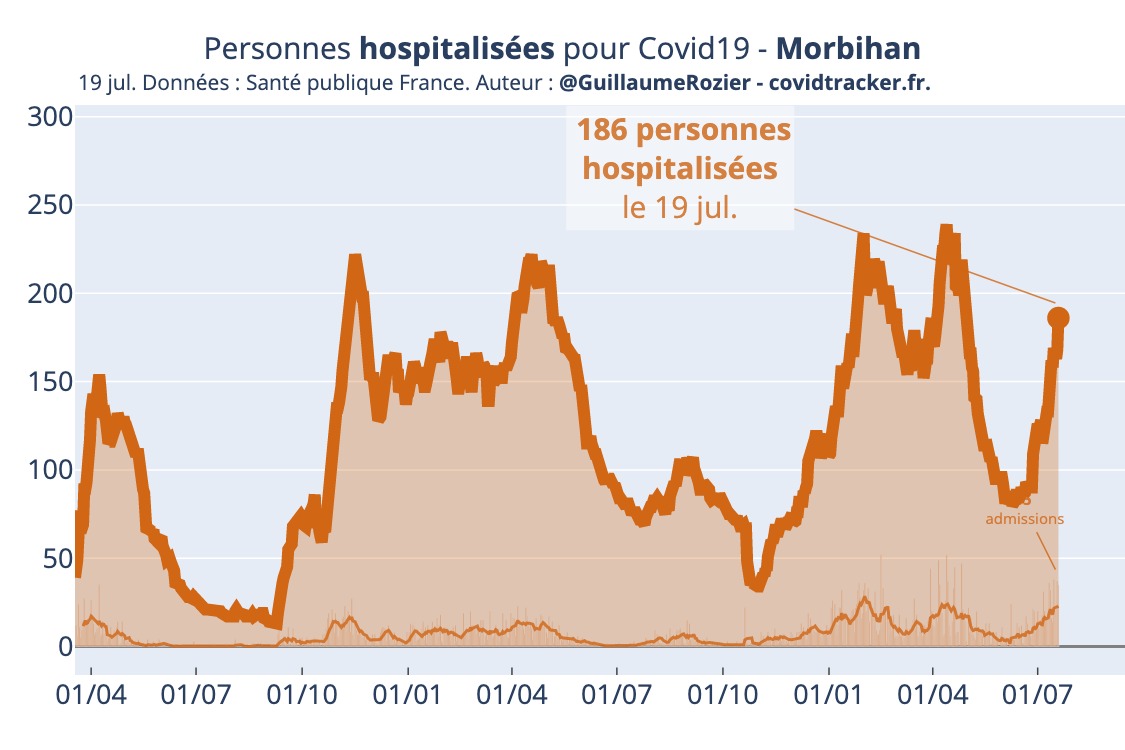 Personnes hospitalisées pour Covid19 - Morbihan
19 jul. Données : Santé publique France. Auteur : @GuillaumeRozier - covidtracker.fr.
186 personnes
hospitalisées
le 19 jul.
300
250
200
150
100
50
0
admissions
01/04 01/07 01/10 01/01 01/04 01/07 01/10 01/01 01/04 01/07